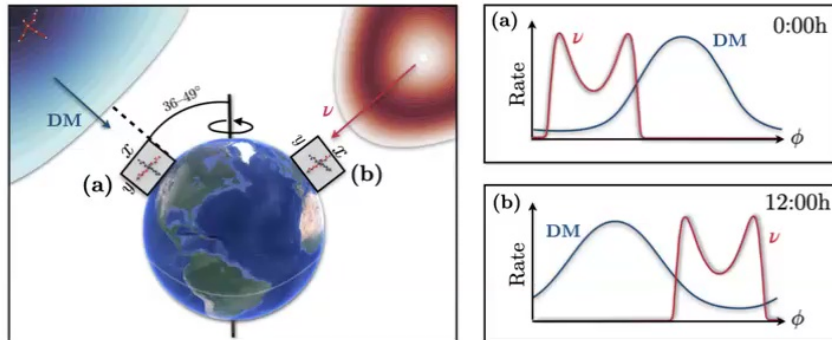 DM
36–49°
ν
x
y
(a)
y
x
(b)
(a)
0:00h
ν
DM
Rate
ϕ
(b)
12:00h
DM
ν
Rate
ϕ